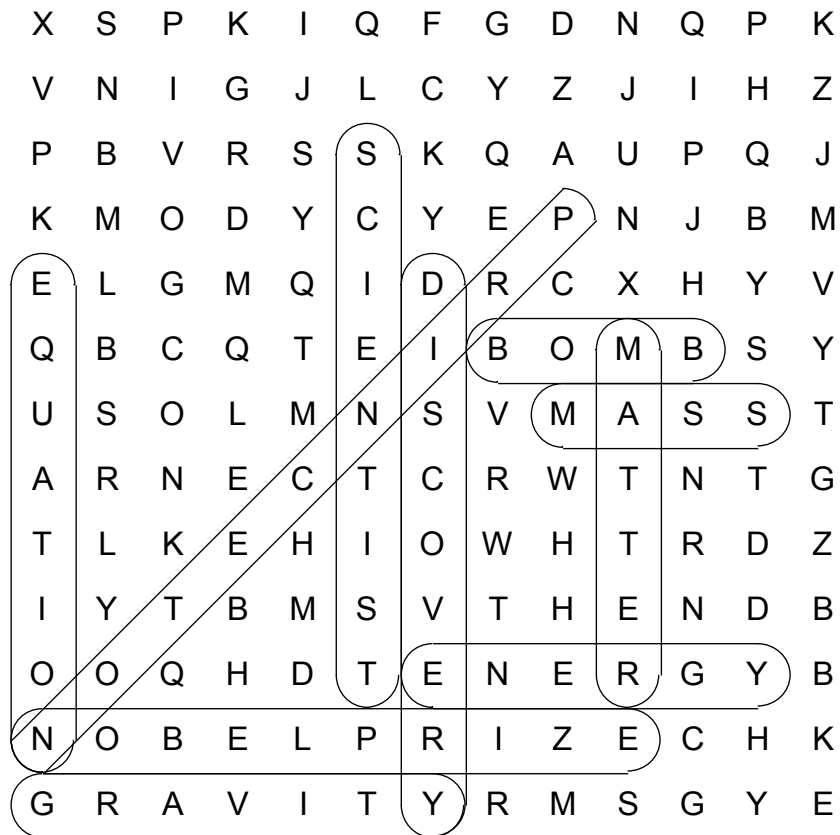 X S P K I Q F G D N Q P K
V N I G J L C Y Z J I H Z
P B V R S S K Q A U P Q J
K M O D Y C Y E P N J B M
E L G M Q I D R C X H Y V
Q B C Q T E I B O M B S Y
U S O L M N S V M A S S T
A R N E C T C R W T N T G
T L K E H I O W H T R D Z
I Y T B M S V T H E N D B
O O Q H D T E N E R G Y B
N O B E L P R I Z E C H K
G R A V I T Y R M S G Y E